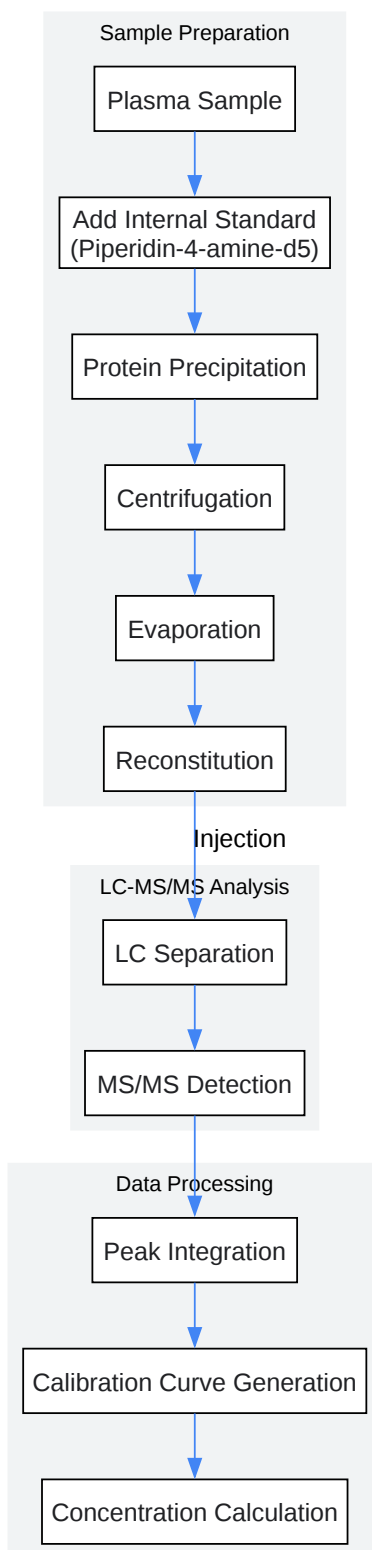 Sample Preparation
Plasma Sample
Add Internal Standard
(Piperidin-4-amine-d5)
Protein Precipitation
Centrifugation
Evaporation
Reconstitution
Injection
LC-MS/MS Analysis
LC Separation
MS/MS Detection
Data Processing
Peak Integration
Calibration Curve Generation
Concentration Calculation